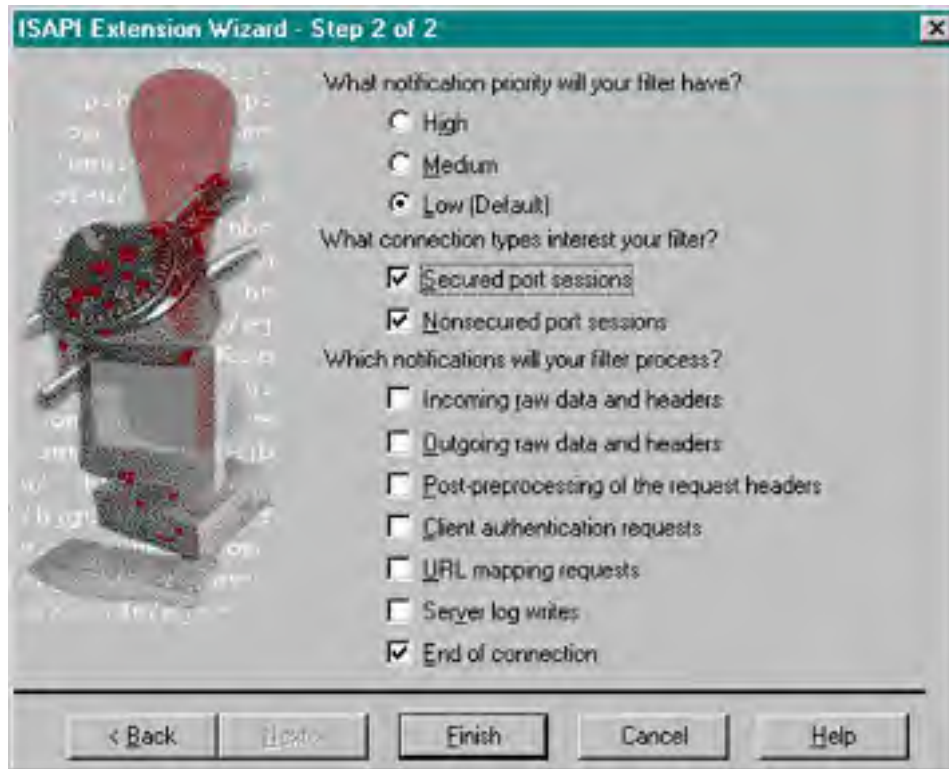 ISAPI Extension Wizard - Step 2 of 2
What notification priority will your filter have?
High
Medium
Low (Default)
What connection types interest your filter?
Secured port sessions
Nonsecured port sessions
Which notifications will your filter process?
Incoming raw data and headers
Outgoing raw data and headers
Post-preprocessing of the request headers
Client authentication requests
URL mapping requests
Server log writes
End of connection
< Back
Next >
Finish
Cancel
Help